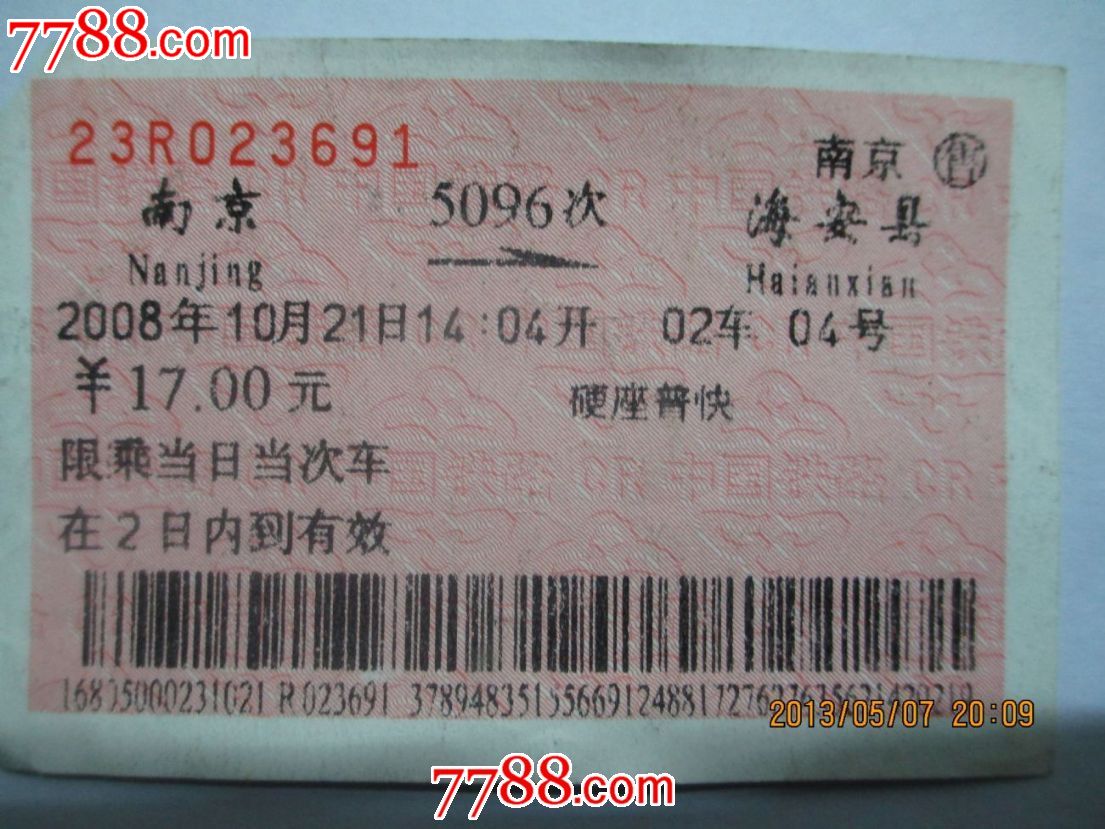 7788.com
23R023691
南京 售
南京 5096次 海安县
Nanjing Haianxian
2008年10月21日14:04开 02车 04号
¥17.00元 硬座普快
限乘当日当次车
在2日内到有效
16805000231021 R023691
2013/05/07 20:09
7788.com